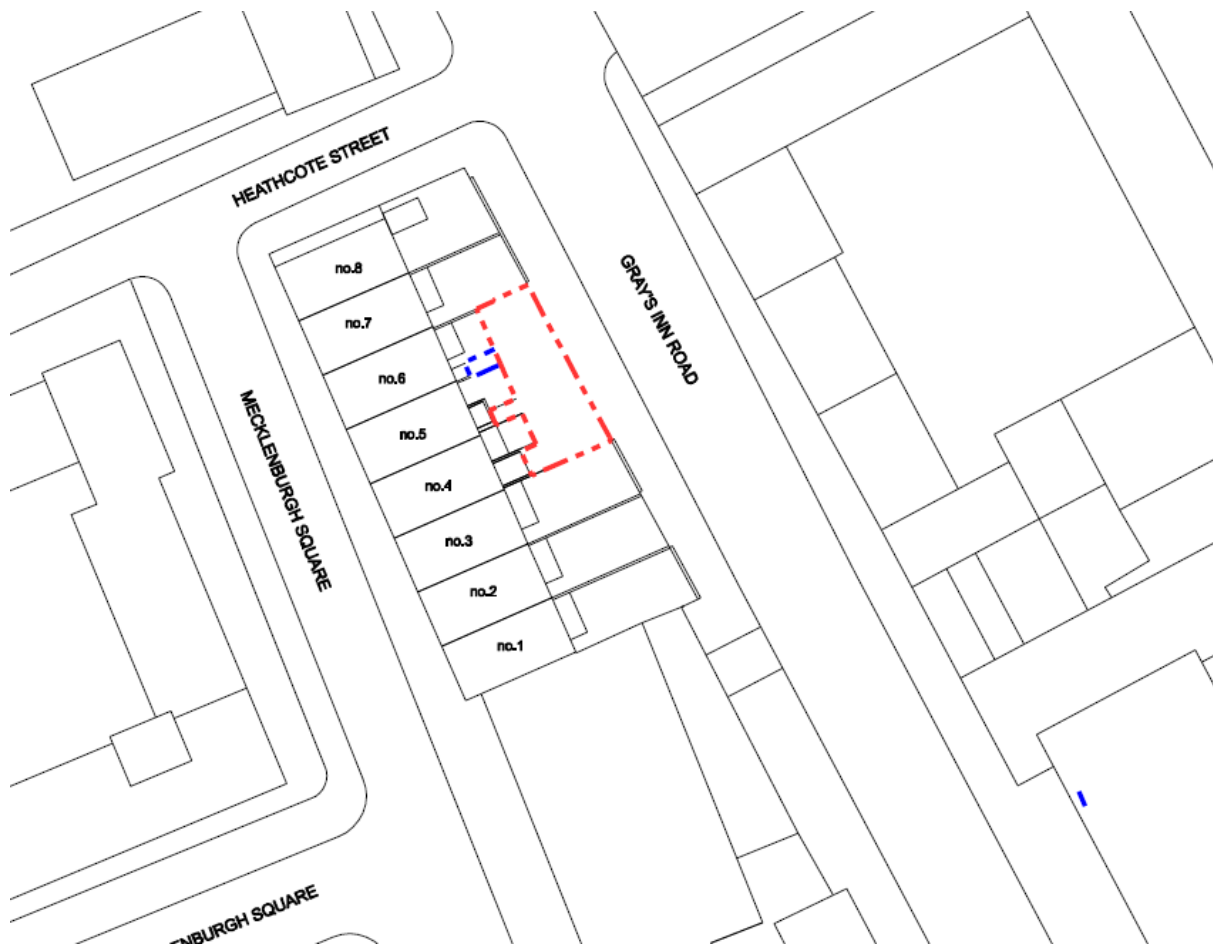 HEATHCOTE STREET
no.8
GRAY'S INN ROAD
no.7
no.6
MECKLENBURGH SQUARE
no.5
no.4
no.3
no.2
no.1
ENBURGH SQUARE